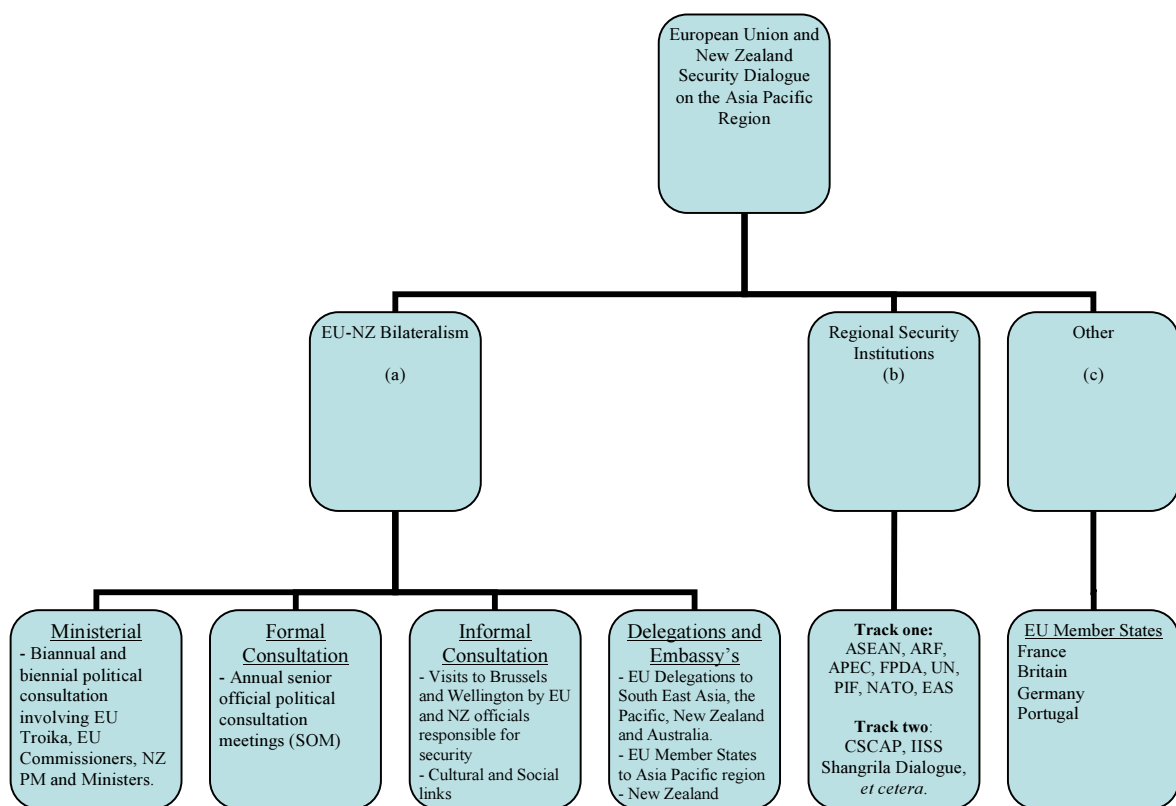 European Union and
New Zealand
Security Dialogue
on the Asia Pacific
Region
EU-NZ Bilateralism
(a)
Regional Security
Institutions
(b)
Other
(c)
Ministerial
- Biannual and
biennial political
consultation
involving EU
Troika, EU
Commissioners, NZ
PM and Ministers.
Formal
Consultation
- Annual senior
official political
consultation
meetings (SOM)
Informal
Consultation
- Visits to Brussels
and Wellington by EU
and NZ officials
responsible for
security
- Cultural and Social
links
Delegations and
Embassy's
- EU Delegations to
South East Asia, the
Pacific, New Zealand
and Australia.
- EU Member States
to Asia Pacific region
- New Zealand
Track one:
ASEAN, ARF,
APEC, FPDA, UN,
PIF, NATO, EAS
Track two:
CSCAP, IISS
Shangrila Dialogue,
et cetera.
EU Member States
France
Britain
Germany
Portugal